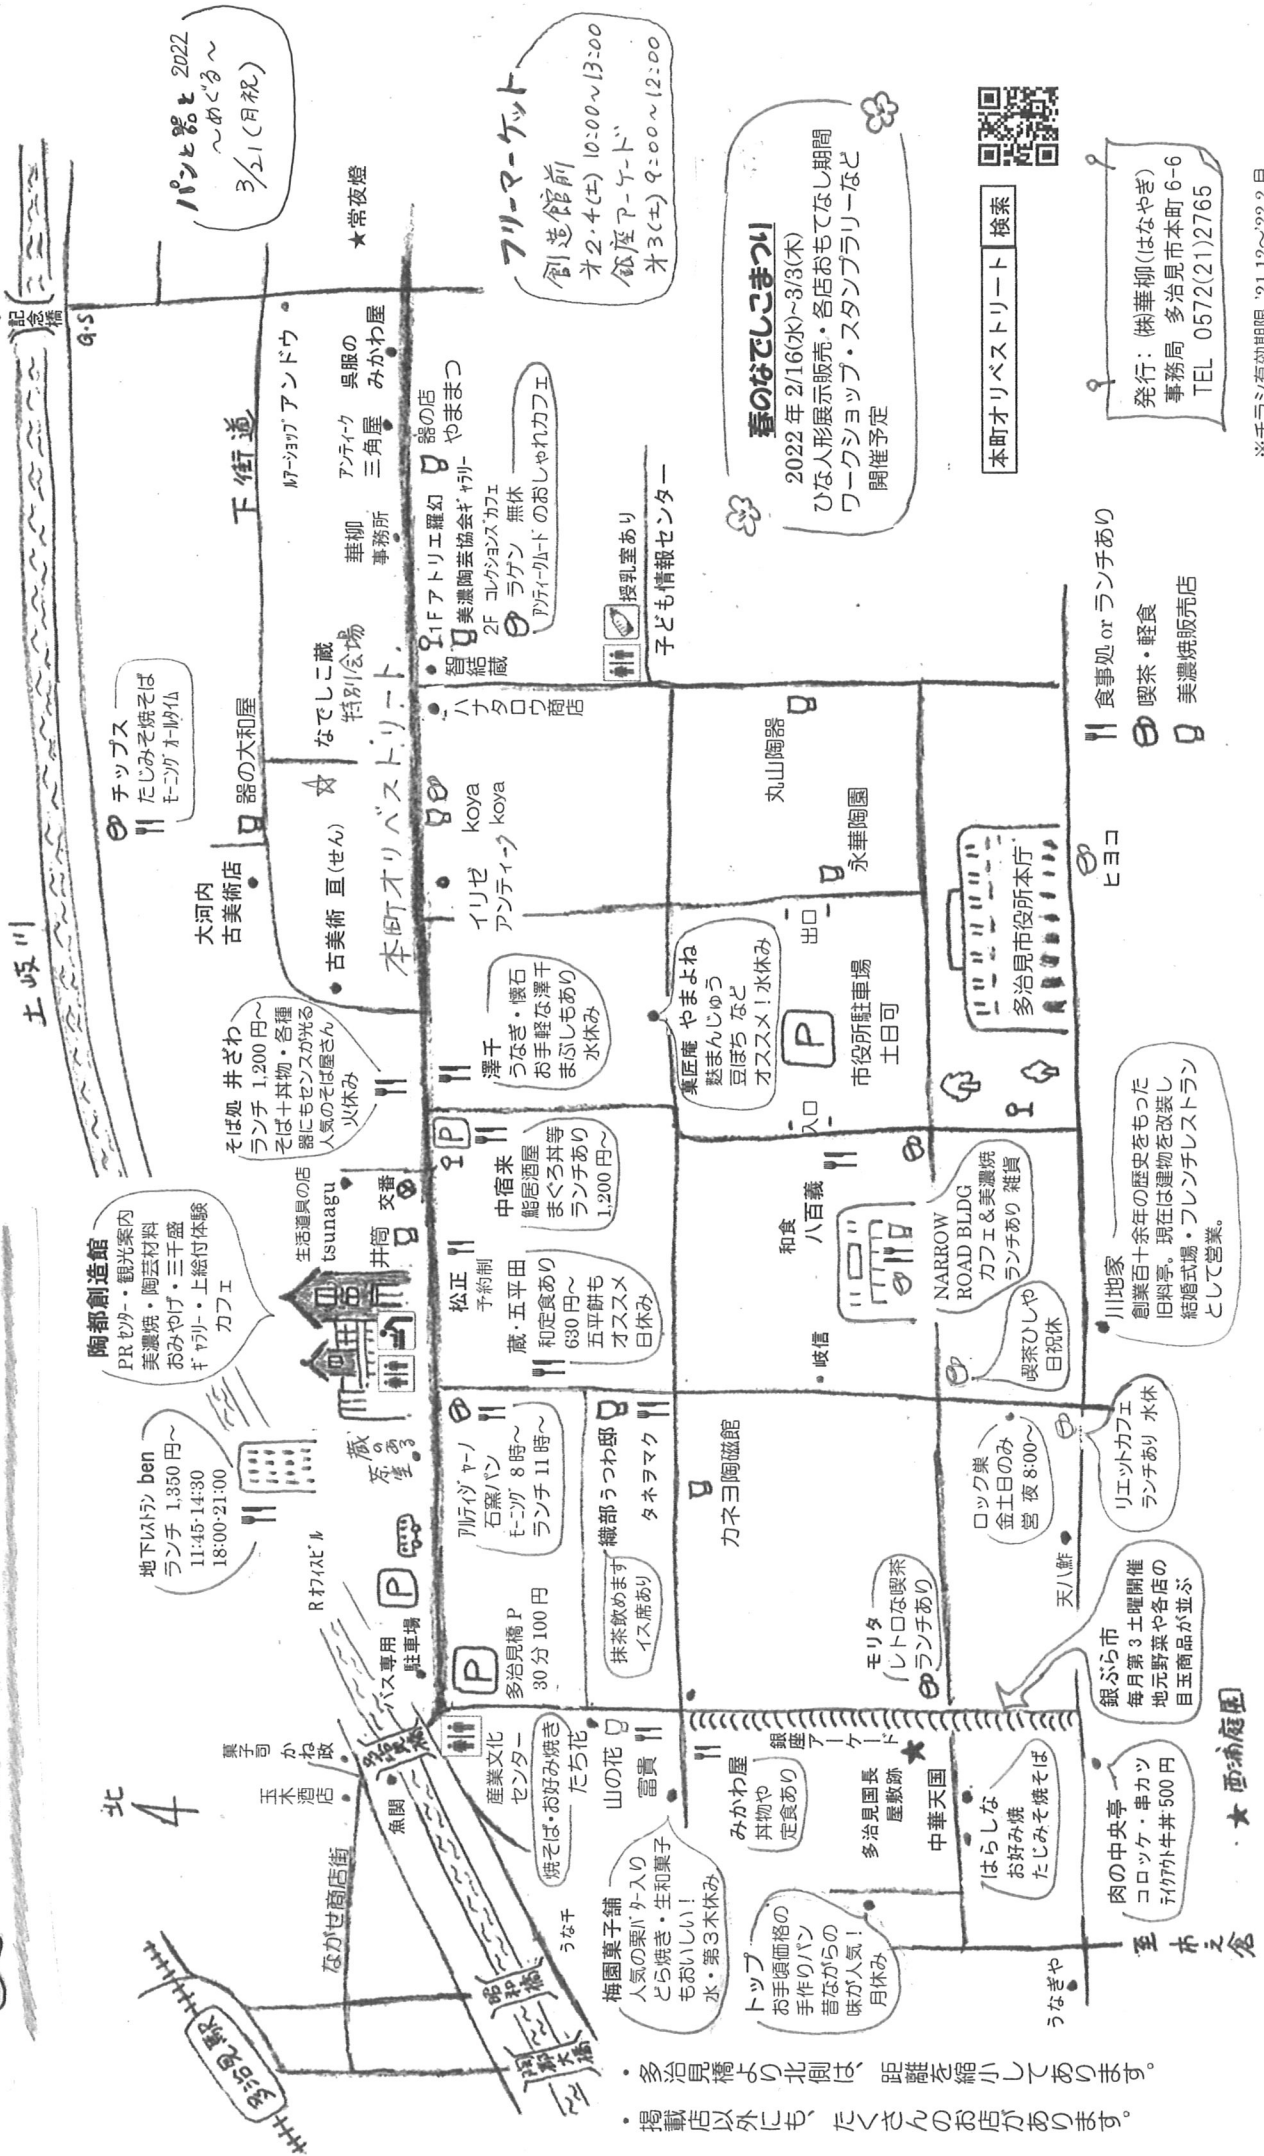 土岐川
記念橋
G.S
パンと器と 2022
～めぐる～
3/21(月祝)
チップス
たじみそ焼そば
モーニングオールタイム
下街道
器の大和屋
大河内
古美術店
ルアーショップ アンドウ
★常夜燈
アンティーク
三角屋
呉服の
みかわ屋
華柳
事務所
なでしこ蔵
特別会場
古美術 亘(せん)
本町オリベストリート
フリーマーケット
創造館前
第2・4(土) 10:00～13:00
銀座アーケード
第3(土) 9:00～12:00
器の店
やままつ
1F アトリエ羅幻
美濃陶芸協会ギャラリー
2F コレクションズカフェ
ラゲン 無休
アンティークムードのおしゃれカフェ
智結蔵
ハナタロウ商店
koya
koya
イリゼ
アンティーク
授乳室あり
子ども情報センター
春のなでしこまつり
2022年2/16(水)~3/3(木)
ひな人形展示販売・各店おもてなし期間
ワークショップ・スタンプラリーなど
開催予定
本町オリベストリート 検索
発行：㈱華柳(はなやぎ)
事務局 多治見市本町 6-6
TEL 0572(21)2765
※チラシ有効期限 '21.12～'22.2月
食事処 or ランチあり
喫茶・軽食
美濃焼販売店
そば処 井ざわ
ランチ 1,200円～
そば＋丼物・各種
器にもセンスが光る
人気のそば屋さん
火休み
澤千
うなぎ・懐石
お手軽な澤千
まぶしもあり
水休み
丸山陶器
永華陶園
菓匠庵 やまよね
麩まんじゅう
豆ぼち など
オススメ！水休み
出口
P
市役所駐車場
土日可
入口
多治見市役所本庁
ヒヨコ
陶都創造館
PRセンター・観光案内
美濃焼・陶芸材料
おみやげ・三千盛
ギャラリー・上絵付体験
カフェ
生活道具の店
tsunagu
井筒
交番
P
中宿来
鮨居酒屋
まぐろ丼等
ランチあり
1,200円～
松正
予約制
蔵・五平田
和定食あり
630円～
五平餅も
オススメ
日休み
和食
八百義
NARROW
ROAD BLDG
カフェ＆美濃焼
ランチあり 雑貨
喫茶ひしや
日祝休
岐信
川地家
創業百十余年の歴史をもった
旧料亭。現在は建物を改装し
結婚式場・フレンチレストラン
として営業。
地下レストラン ben
ランチ 1,350円～
11:45-14:30
18:00-21:00
Rオフィスビル
蔵のある茶屋
バス専用
駐車場
P
アルティジャーノ
石窯パン
モーニング 8時～
ランチ 11時～
P
多治見橋P
30分100円
織部うつわ邸
抹茶飲めます
イス席あり
タネヲマク
カネヨ陶磁館
ロック巣
金土日のみ
営 夜8:00～
リエットカフェ
ランチあり 水休
天八鮓
モリタ
レトロな喫茶
ランチあり
銀ぶら市
毎月第3土曜開催
地元野菜や各店の
目玉商品が並ぶ
北
菓子司 かね政
玉木酒店
多治見橋
魚関
ながせ商店街
多治見駅
昭和橋
陶都大橋
うな千
産業文化
センター
焼そば・お好み焼き
たち花
山の花
富貴
銀座アーケード
みかわ屋
丼物や
定食あり
多治見国長
屋敷跡
★
中華天国
はらしな
お好み焼
たじみそ焼そば
肉の中央亭
コロッケ・串カツ
テイクアウト牛丼:500円
★西浦庭園
梅園菓子舗
人気の栗バター入り
どら焼き・生和菓子
もおいしい！
水・第3木休み
トップ
お手頃価格の
手作りパン
昔ながらの
味が人気！
月休み
至 市之倉
うなぎや
・多治見橋より北側は、距離を縮小してあります。
・掲載店以外にも、たくさんのお店があります。